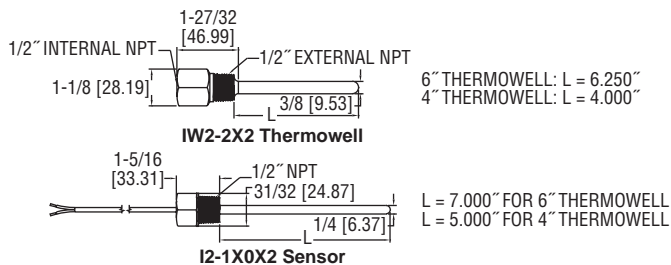 1-27/32
[46.99]
1/2˝ INTERNAL NPT
1/2˝ EXTERNAL NPT
1-1/8 [28.19]
3/8 [9.53]
L
6˝ THERMOWELL: L = 6.250˝
4˝ THERMOWELL: L = 4.000˝
IW2-2X2 Thermowell
1-5/16
[33.31]
1/2˝ NPT
31/32 [24.87]
1/4 [6.37]
L
L = 7.000˝ FOR 6˝ THERMOWELL
L = 5.000˝ FOR 4˝ THERMOWELL
I2-1X0X2 Sensor